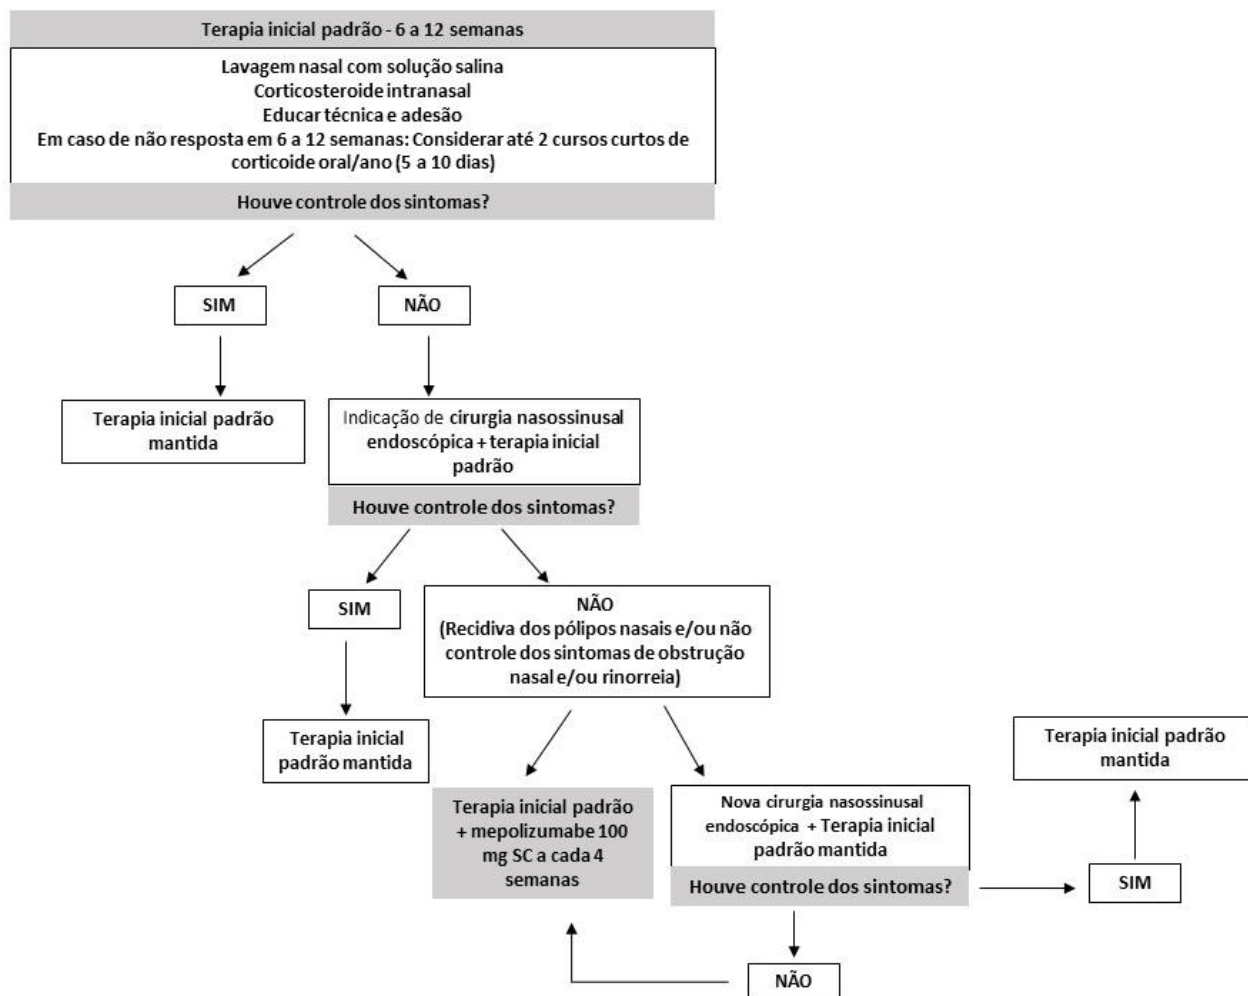 Terapia inicial padrão - 6 a 12 semanas
Lavagem nasal com solução salina
Corticosteroide intranasal
Educar técnica e adesão
Em caso de não resposta em 6 a 12 semanas: Considerar até 2 cursos curtos de
corticoide oral/ano (5 a 10 dias)
Houve controle dos sintomas?
SIM
NÃO
Terapia inicial padrão
mantida
Indicação de cirurgia nasossinusal
endoscópica + terapia inicial
padrão
Houve controle dos sintomas?
SIM
NÃO
(Recidiva dos pólipos nasais e/ou não
controle dos sintomas de obstrução
nasal e/ou rinorreia)
Terapia inicial
padrão mantida
Terapia inicial padrão
+ mepolizumabe 100
mg SC a cada 4
semanas
Nova cirurgia nasossinusal
endoscópica + Terapia inicial
padrão mantida
Houve controle dos sintomas?
Terapia inicial padrão
mantida
SIM
NÃO